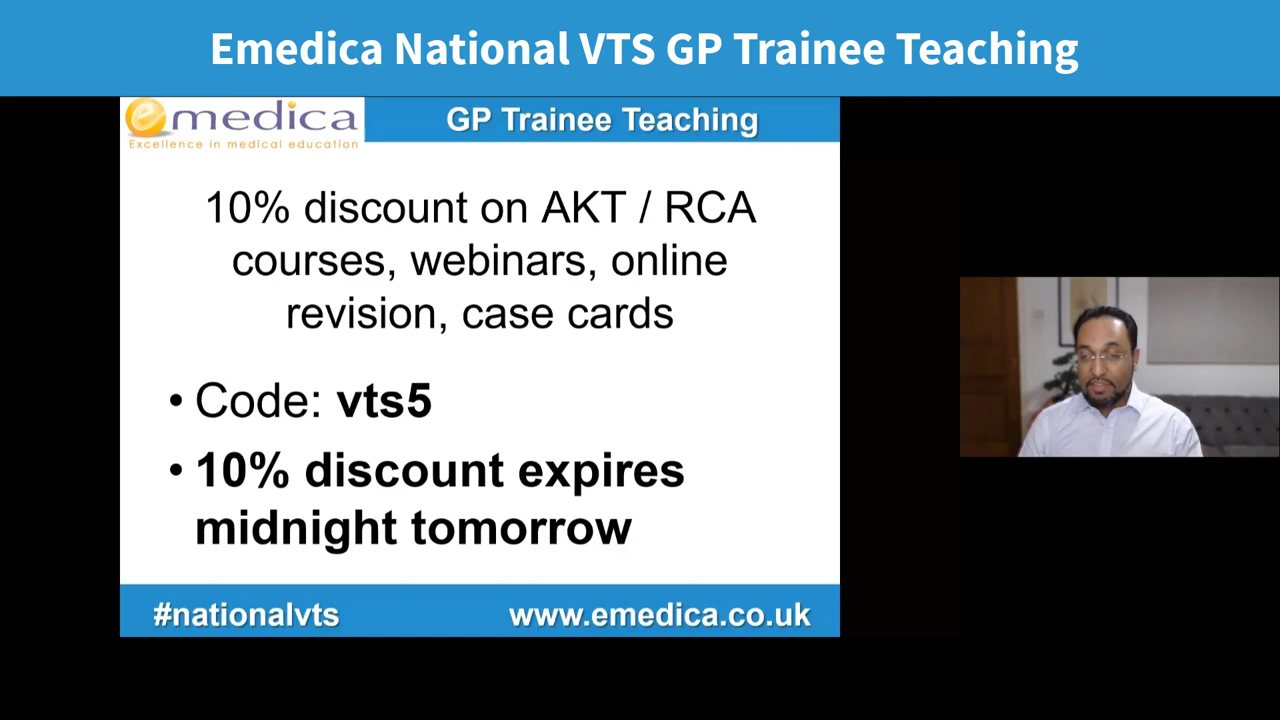 Emedica National VTS GP Trainee Teaching
emedica
Excellence in medical education
GP Trainee Teaching
10% discount on AKT / RCA
courses, webinars, online
revision, case cards
• Code: vts5
• 10% discount expires
midnight tomorrow
#nationalvts
www.emedica.co.uk